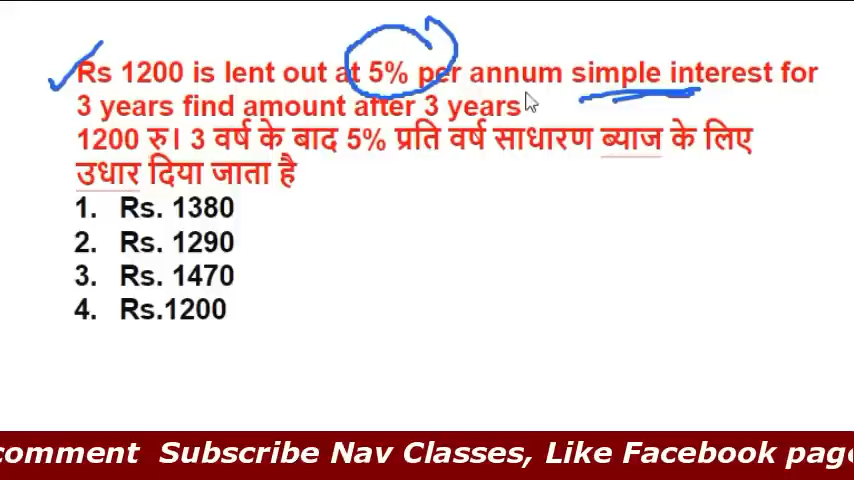 Rs 1200 is lent out at 5% per annum simple interest for
3 years find amount after 3 years
1200 रु। 3 वर्ष के बाद 5% प्रति वर्ष साधारण ब्याज के लिए
उधार दिया जाता है
1. Rs. 1380
2. Rs. 1290
3. Rs. 1470
4. Rs.1200
comment Subscribe Nav Classes, Like Facebook page